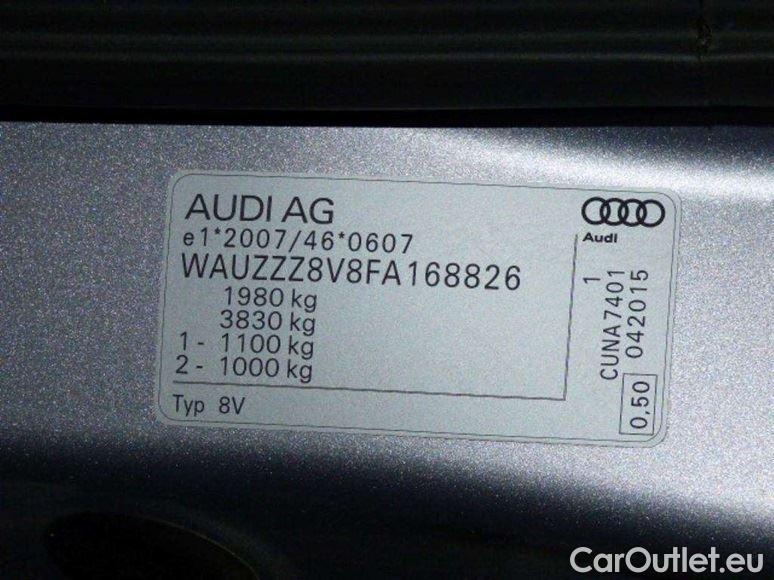 AUDI AG
e1*2007/46*0607
WAUZZZ8V8FA168826
1980 kg
3830 kg
1 - 1100 kg
2 - 1000 kg
Typ 8V
Audi
1
CUNA7401
042015
0,50
CarOutlet.eu